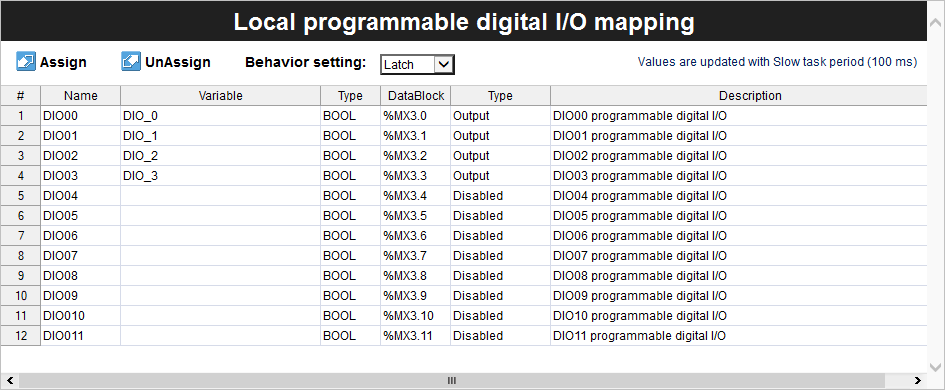 Local programmable digital I/O mapping
Assign UnAssign Behavior setting: Latch Values are updated with Slow task period (100 ms)
# Name Variable Type DataBlock Type Description
1 DIO00 DIO_0 BOOL %MX3.0 Output DIO00 programmable digital I/O
2 DIO01 DIO_1 BOOL %MX3.1 Output DIO01 programmable digital I/O
3 DIO02 DIO_2 BOOL %MX3.2 Output DIO02 programmable digital I/O
4 DIO03 DIO_3 BOOL %MX3.3 Output DIO03 programmable digital I/O
5 DIO04 BOOL %MX3.4 Disabled DIO04 programmable digital I/O
6 DIO05 BOOL %MX3.5 Disabled DIO05 programmable digital I/O
7 DIO06 BOOL %MX3.6 Disabled DIO06 programmable digital I/O
8 DIO07 BOOL %MX3.7 Disabled DIO07 programmable digital I/O
9 DIO08 BOOL %MX3.8 Disabled DIO08 programmable digital I/O
10 DIO09 BOOL %MX3.9 Disabled DIO09 programmable digital I/O
11 DIO010 BOOL %MX3.10 Disabled DIO10 programmable digital I/O
12 DIO011 BOOL %MX3.11 Disabled DIO11 programmable digital I/O